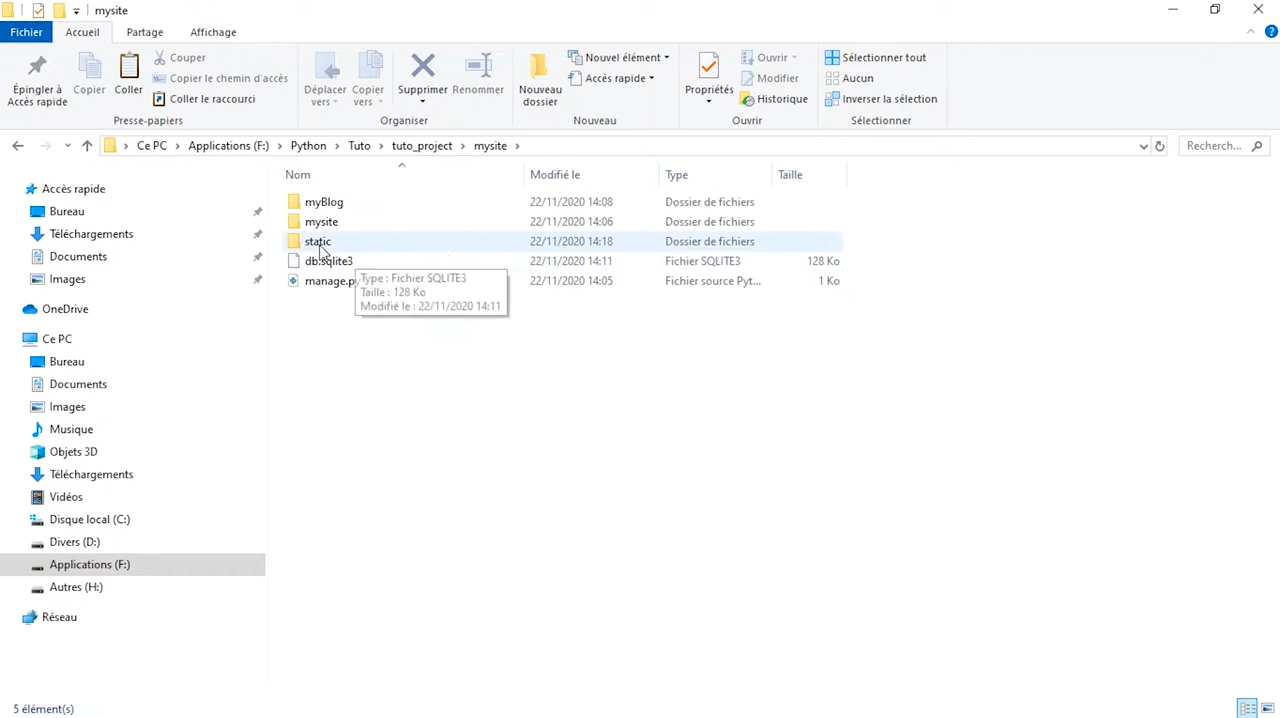 mysite
Fichier Accueil Partage Affichage
Épingler à Accès rapide
Copier
Coller
Couper
Copier le chemin d'accès
Coller le raccourci
Presse-papiers
Déplacer vers
Copier vers
Supprimer
Renommer
Organiser
Nouveau dossier
Nouvel élément
Accès rapide
Nouveau
Propriétés
Ouvrir
Modifier
Historique
Ouvrir
Sélectionner tout
Aucun
Inverser la sélection
Sélectionner
Ce PC > Applications (F:) > Python > Tuto > tuto_project > mysite >
Recherch...
Nom Modifié le Type Taille
myBlog 22/11/2020 14:08 Dossier de fichiers
mysite 22/11/2020 14:06 Dossier de fichiers
static 22/11/2020 14:18 Dossier de fichiers
db.sqlite3 22/11/2020 14:11 Fichier SQLITE3 128 Ko
manage.py 22/11/2020 14:05 Fichier source Pyt... 1 Ko
Type : Fichier SQLITE3
Taille : 128 Ko
Modifié le : 22/11/2020 14:11
Accès rapide
Bureau
Téléchargements
Documents
Images
OneDrive
Ce PC
Bureau
Documents
Images
Musique
Objets 3D
Téléchargements
Vidéos
Disque local (C:)
Divers (D:)
Applications (F:)
Autres (H:)
Réseau
5 élément(s)